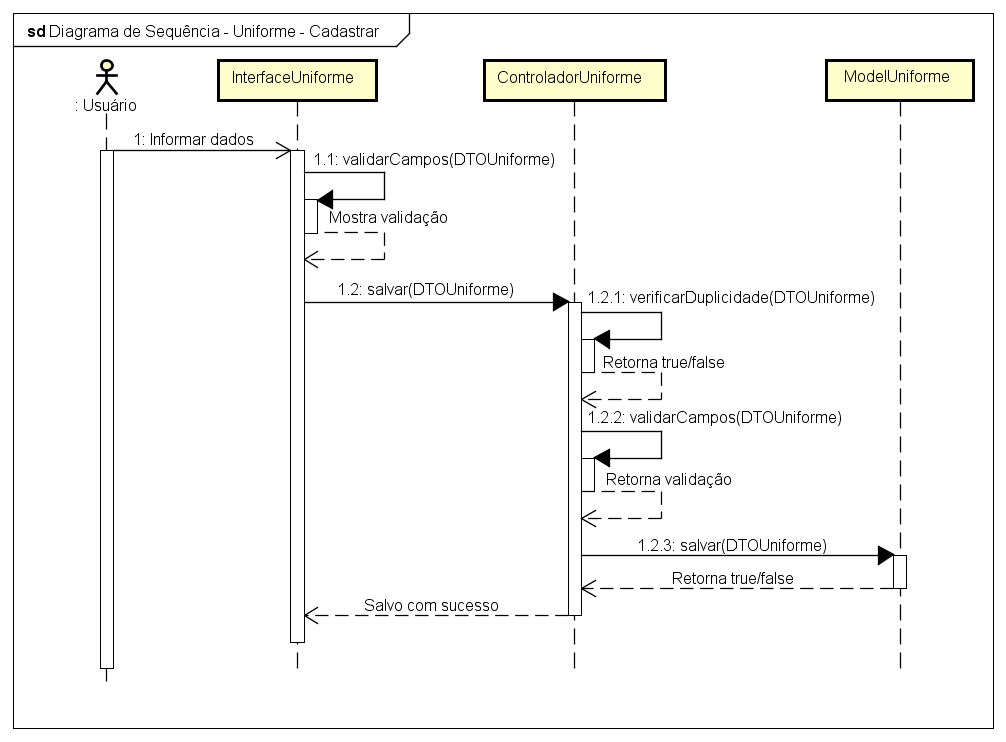 sd Diagrama de Sequência - Uniforme - Cadastrar
: Usuário
InterfaceUniforme
ControladorUniforme
ModelUniforme
1: Informar dados
1.1: validarCampos(DTOUniforme)
Mostra validação
1.2: salvar(DTOUniforme)
1.2.1: verificarDuplicidade(DTOUniforme)
Retorna true/false
1.2.2: validarCampos(DTOUniforme)
Retorna validação
1.2.3: salvar(DTOUniforme)
Retorna true/false
Salvo com sucesso